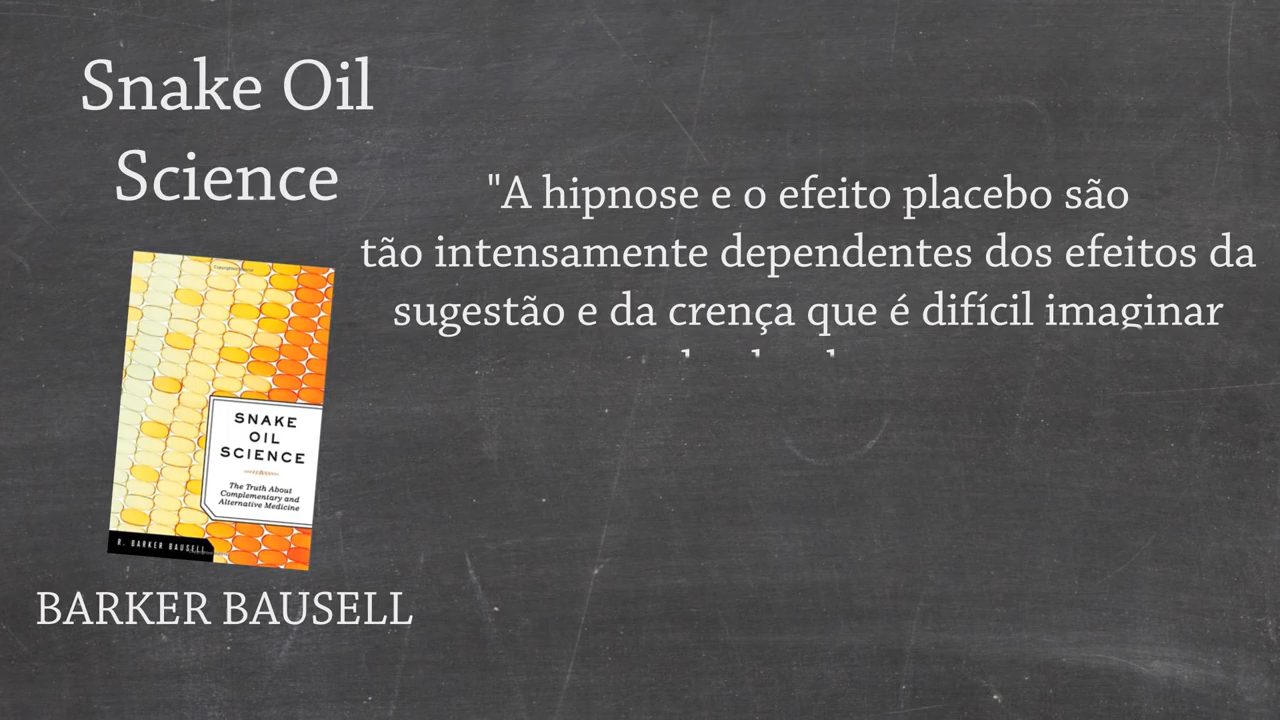 Snake Oil
Science
"A hipnose e o efeito placebo são
tão intensamente dependentes dos efeitos da
sugestão e da crença que é difícil imaginar
SNAKE
OIL
SCIENCE
The Truth About
Complementary and
Alternative Medicine
R. BARKER BAUSELL
BARKER BAUSELL